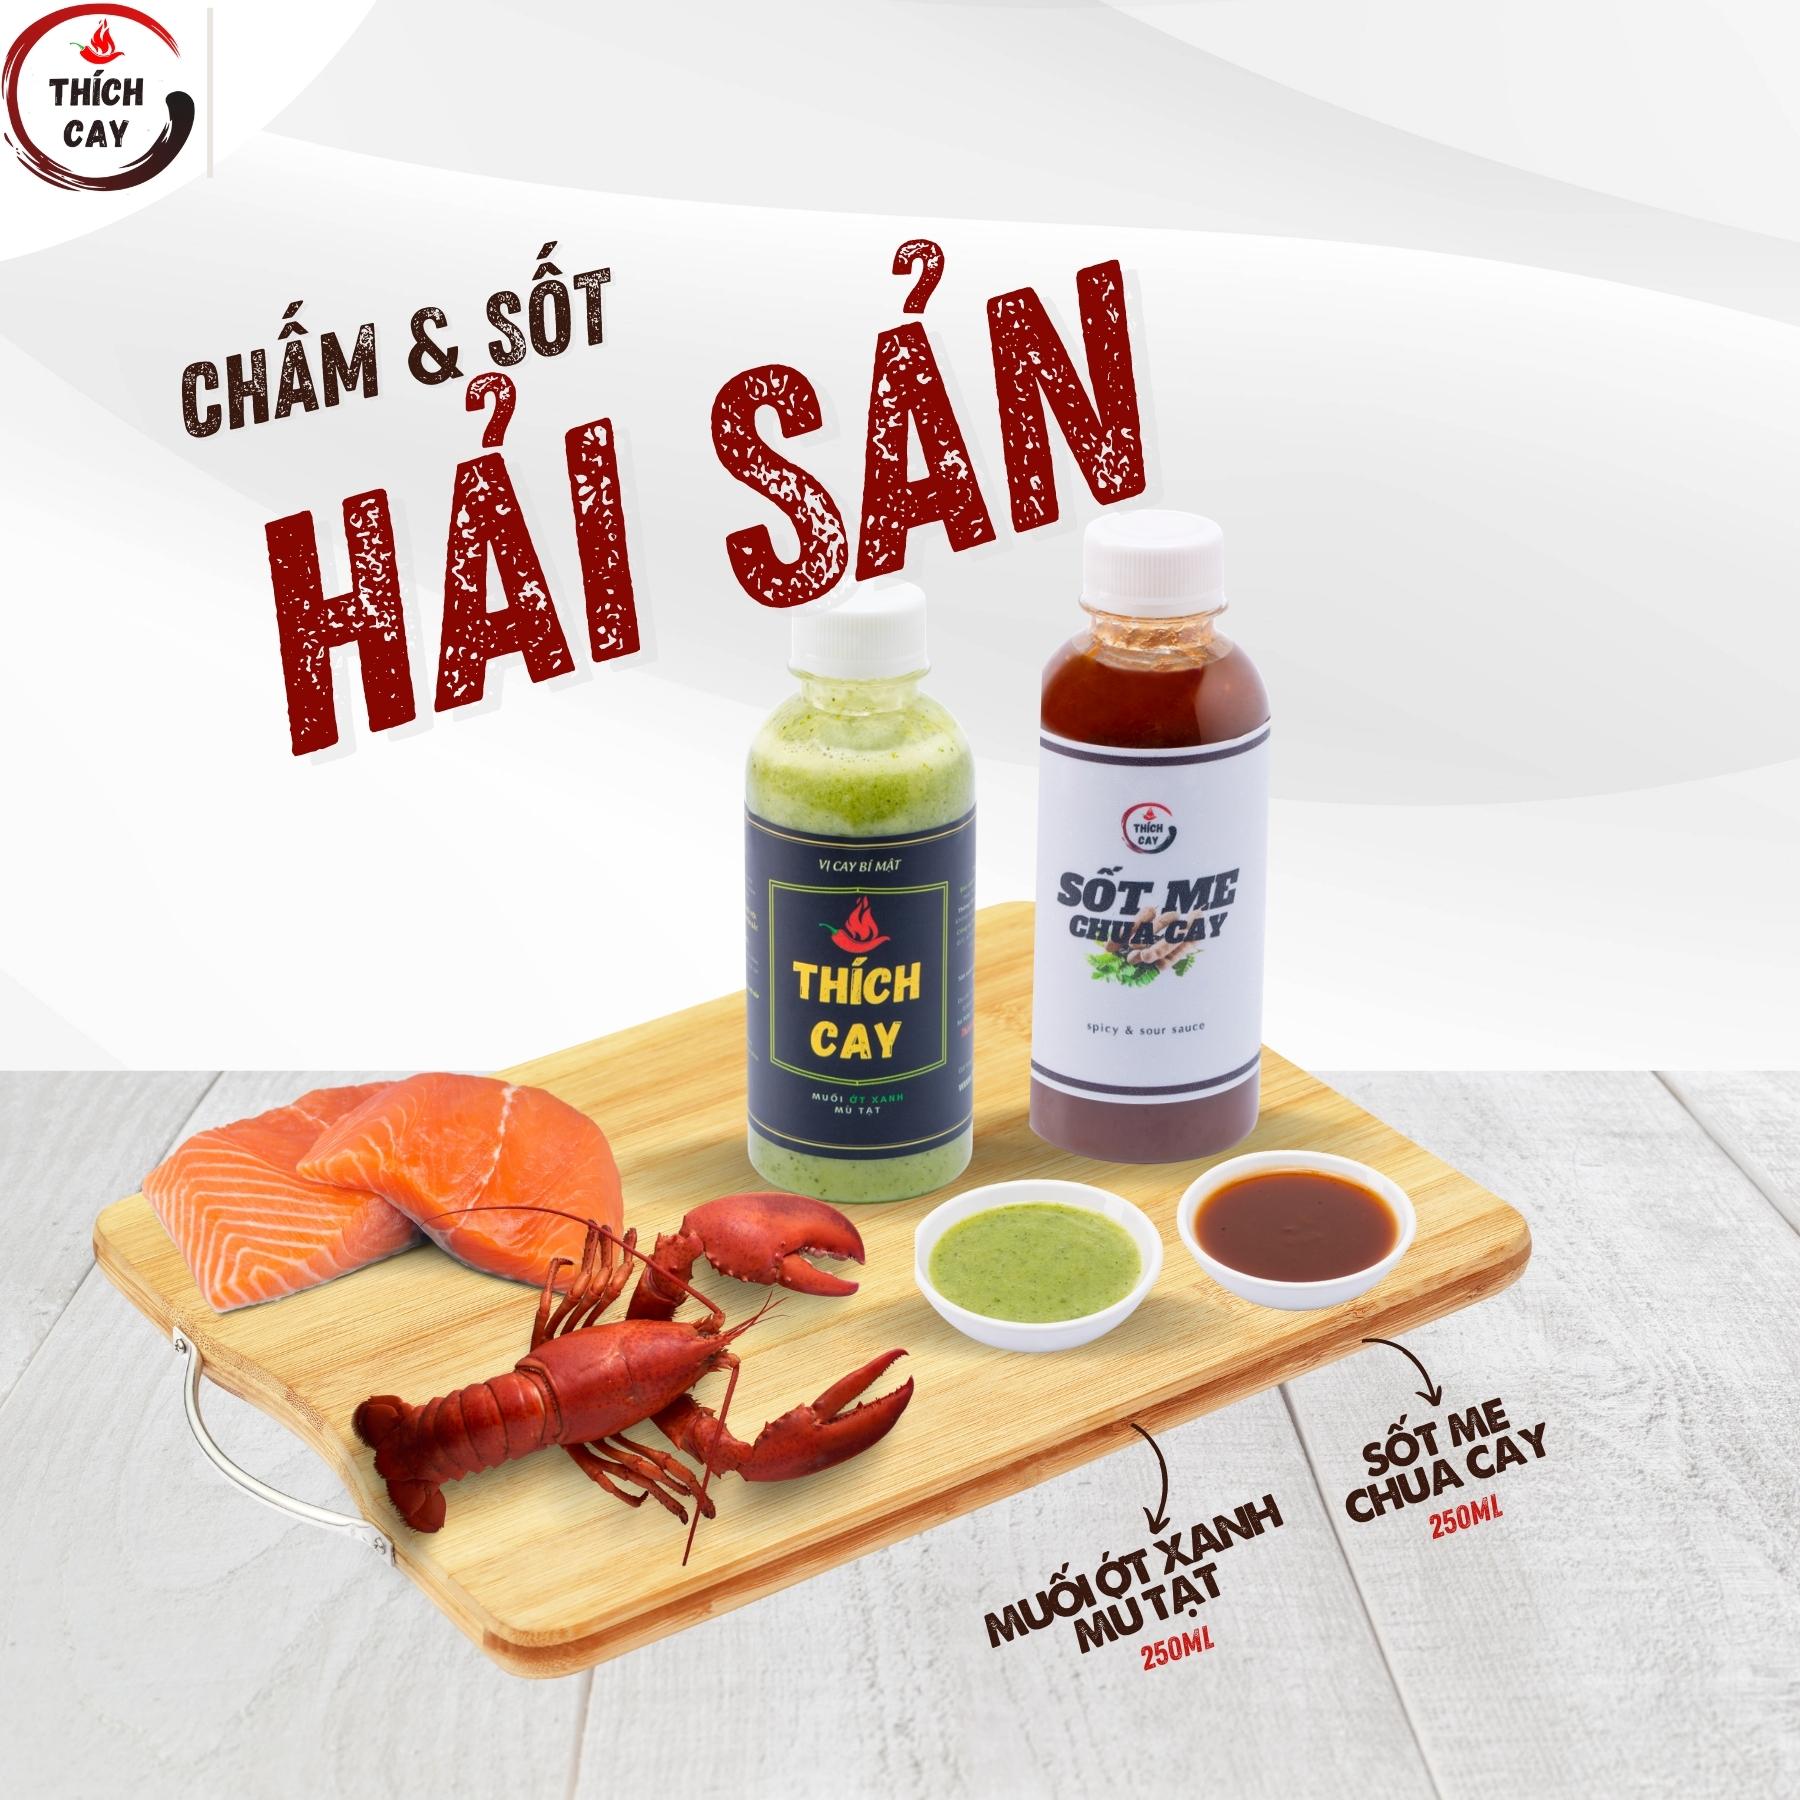 THÍCH
CAY
CHẤM & SỐT
HẢI SẢN
VỊ CAY BÍ MẬT
THÍCH
CAY
MUỐI ỚT XANH
MÙ TẠT
THÍCH
CAY
SỐT ME
CHUA CAY
spicy & sour sauce
SỐT ME
CHUA CAY
250ML
MUỐI ỚT XANH
MÙ TẠT
250ML